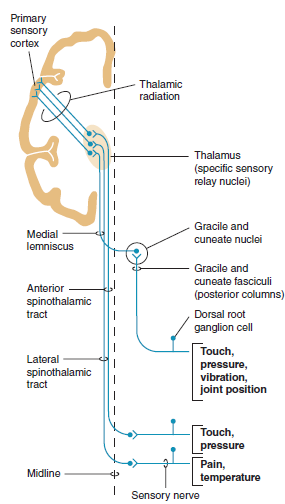 Primary
sensory
cortex
Thalamic
radiation
Thalamus
(specific sensory
relay nuclei)
Medial
lemniscus
Gracile and
cuneate nuclei
Gracile and
cuneate fasciculi
(posterior columns)
Anterior
spinothalamic
tract
Dorsal root
ganglion cell
Touch,
pressure,
vibration,
joint position
Lateral
spinothalamic
tract
Touch,
pressure
Pain,
temperature
Midline
Sensory nerve